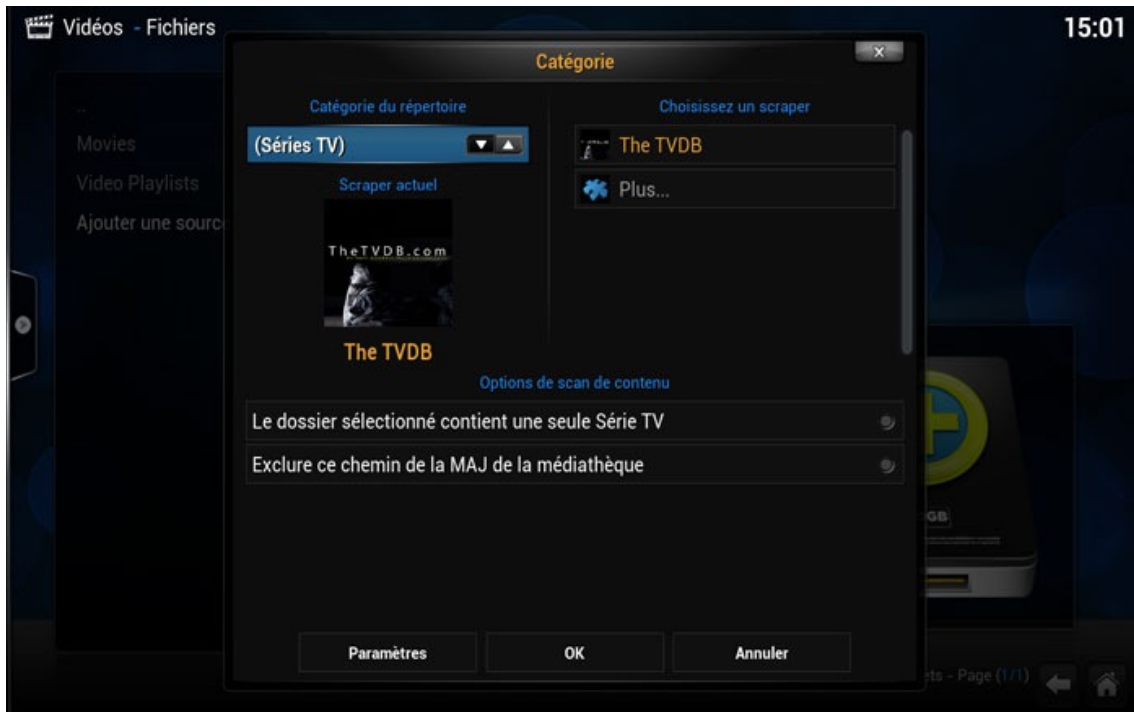 Vidéos - Fichiers
15:01
Catégorie
x
Catégorie du répertoire
Choisissez un scraper
..
Movies
Video Playlists
Ajouter une source
(Séries TV)
The TVDB
Plus...
Scraper actuel
TheTVDB.com
The TVDB
Options de scan de contenu
Le dossier sélectionné contient une seule Série TV
Exclure ce chemin de la MAJ de la médiathèque
GB
Paramètres
OK
Annuler
ets - Page (1/1)